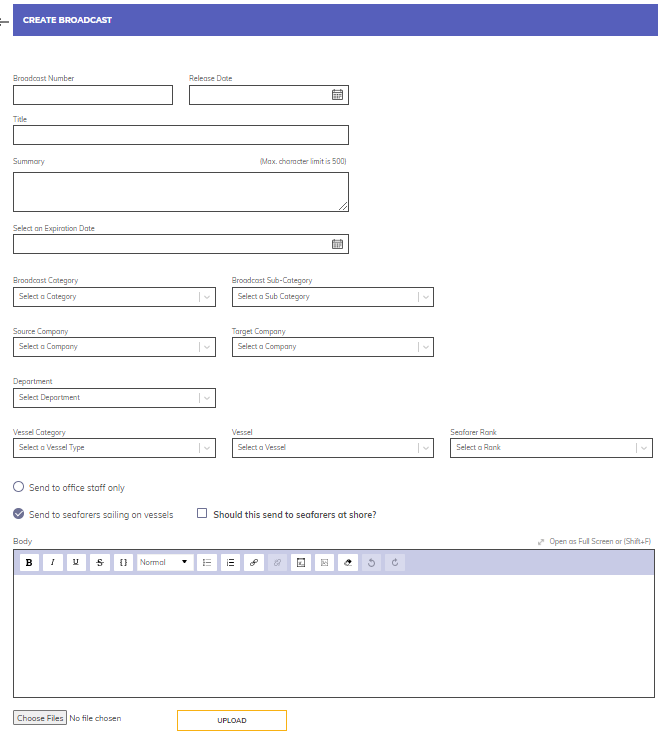 CREATE BROADCAST
Broadcast Number Release Date
Title
Summary (Max. character limit is 500)
Select an Expiration Date
Broadcast Category Broadcast Sub-Category
Select a Category Select a Sub Category
Source Company Target Company
Select a Company Select a Company
Department
Select Department
Vessel Category Vessel Seafarer Rank
Select a Vessel Type Select a Vessel Select a Rank
Send to office staff only
Send to seafarers sailing on vessels Should this send to seafarers at shore?
Body Open as Full Screen or (Shift+F)
B I U S {} Normal
Choose Files No file chosen UPLOAD